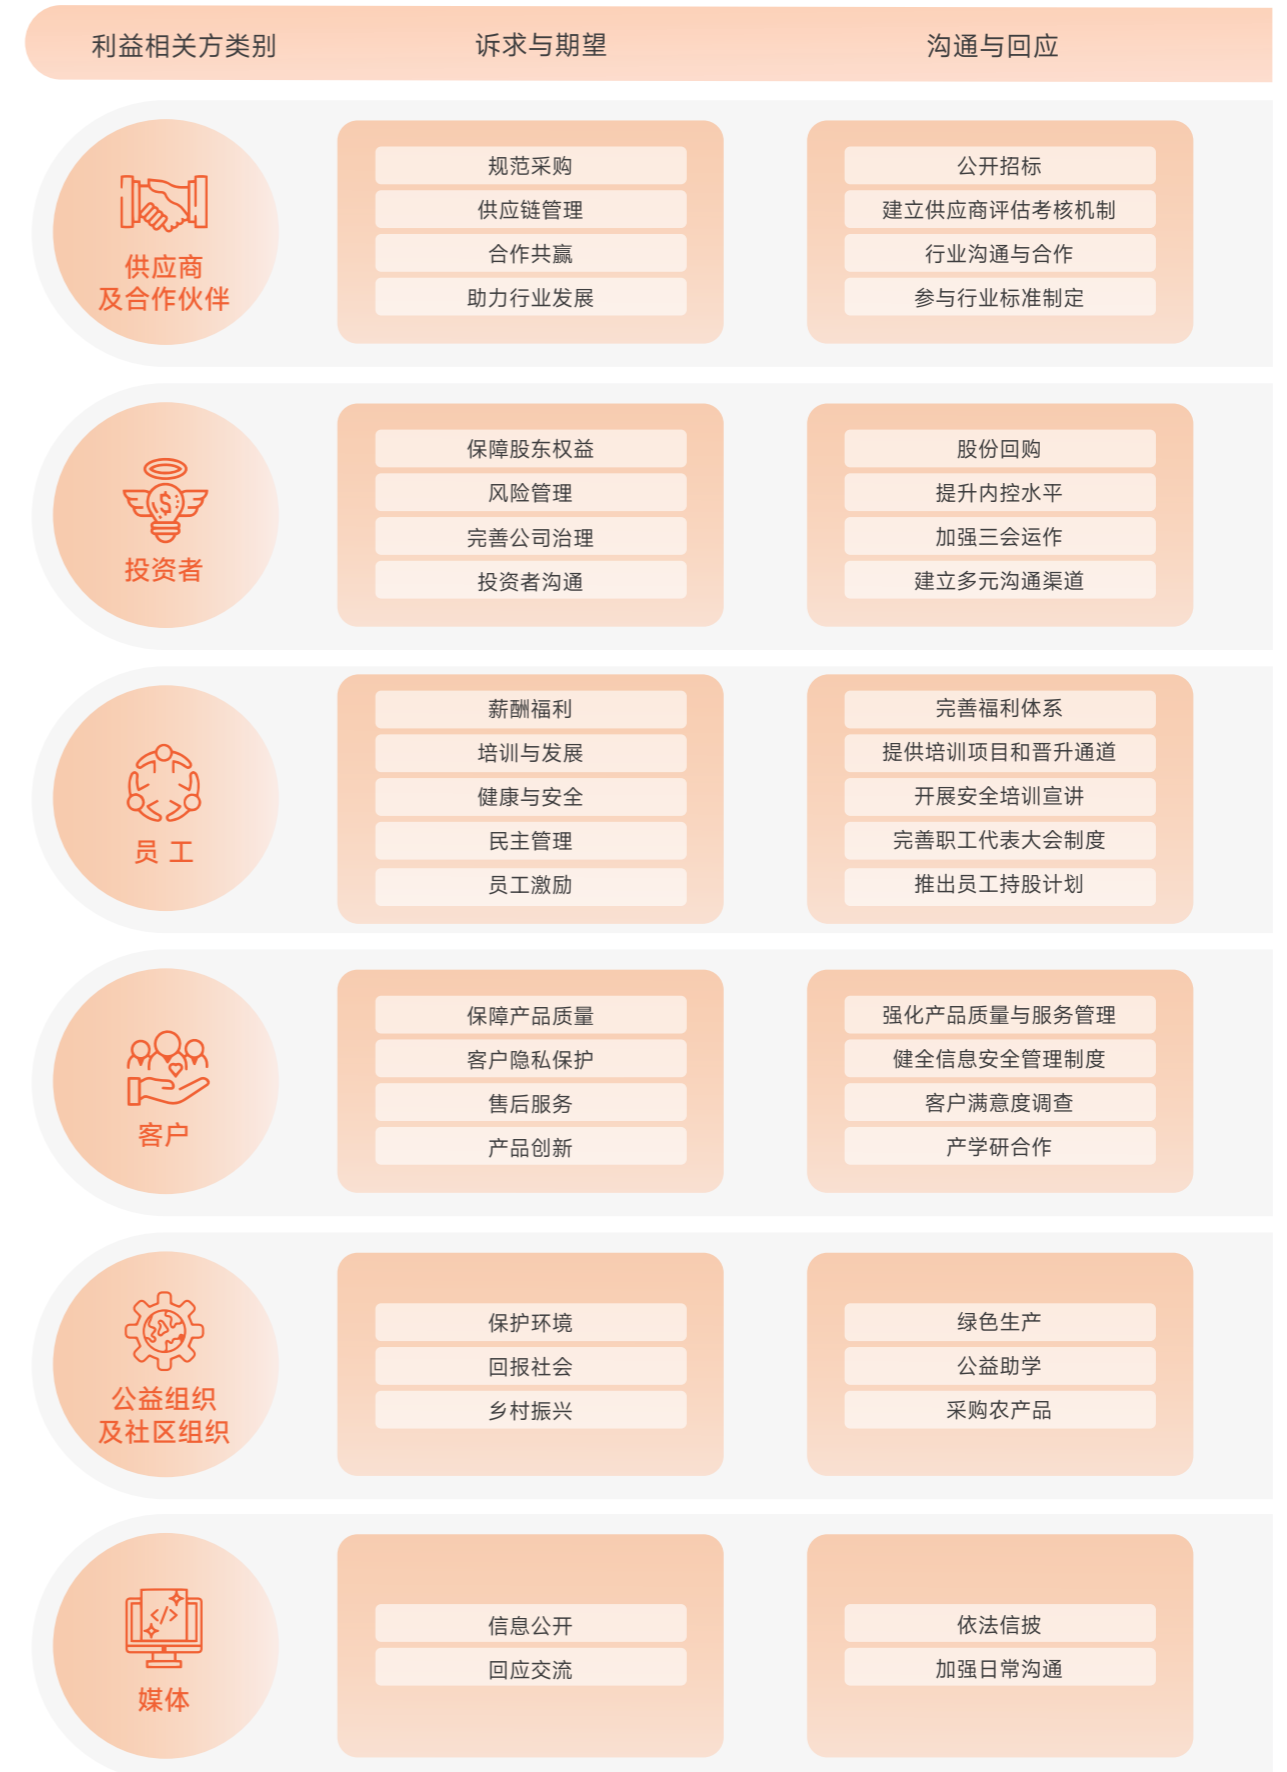 利益相关方类别
诉求与期望
沟通与回应
供应商
及合作伙伴
规范采购
供应链管理
合作共赢
助力行业发展
公开招标
建立供应商评估考核机制
行业沟通与合作
参与行业标准制定
投资者
保障股东权益
风险管理
完善公司治理
投资者沟通
股份回购
提升内控水平
加强三会运作
建立多元沟通渠道
员 工
薪酬福利
培训与发展
健康与安全
民主管理
员工激励
完善福利体系
提供培训项目和晋升通道
开展安全培训宣讲
完善职工代表大会制度
推出员工持股计划
客户
保障产品质量
客户隐私保护
售后服务
产品创新
强化产品质量与服务管理
健全信息安全管理制度
客户满意度调查
产学研合作
公益组织
及社区组织
保护环境
回报社会
乡村振兴
绿色生产
公益助学
采购农产品
媒体
信息公开
回应交流
依法信披
加强日常沟通